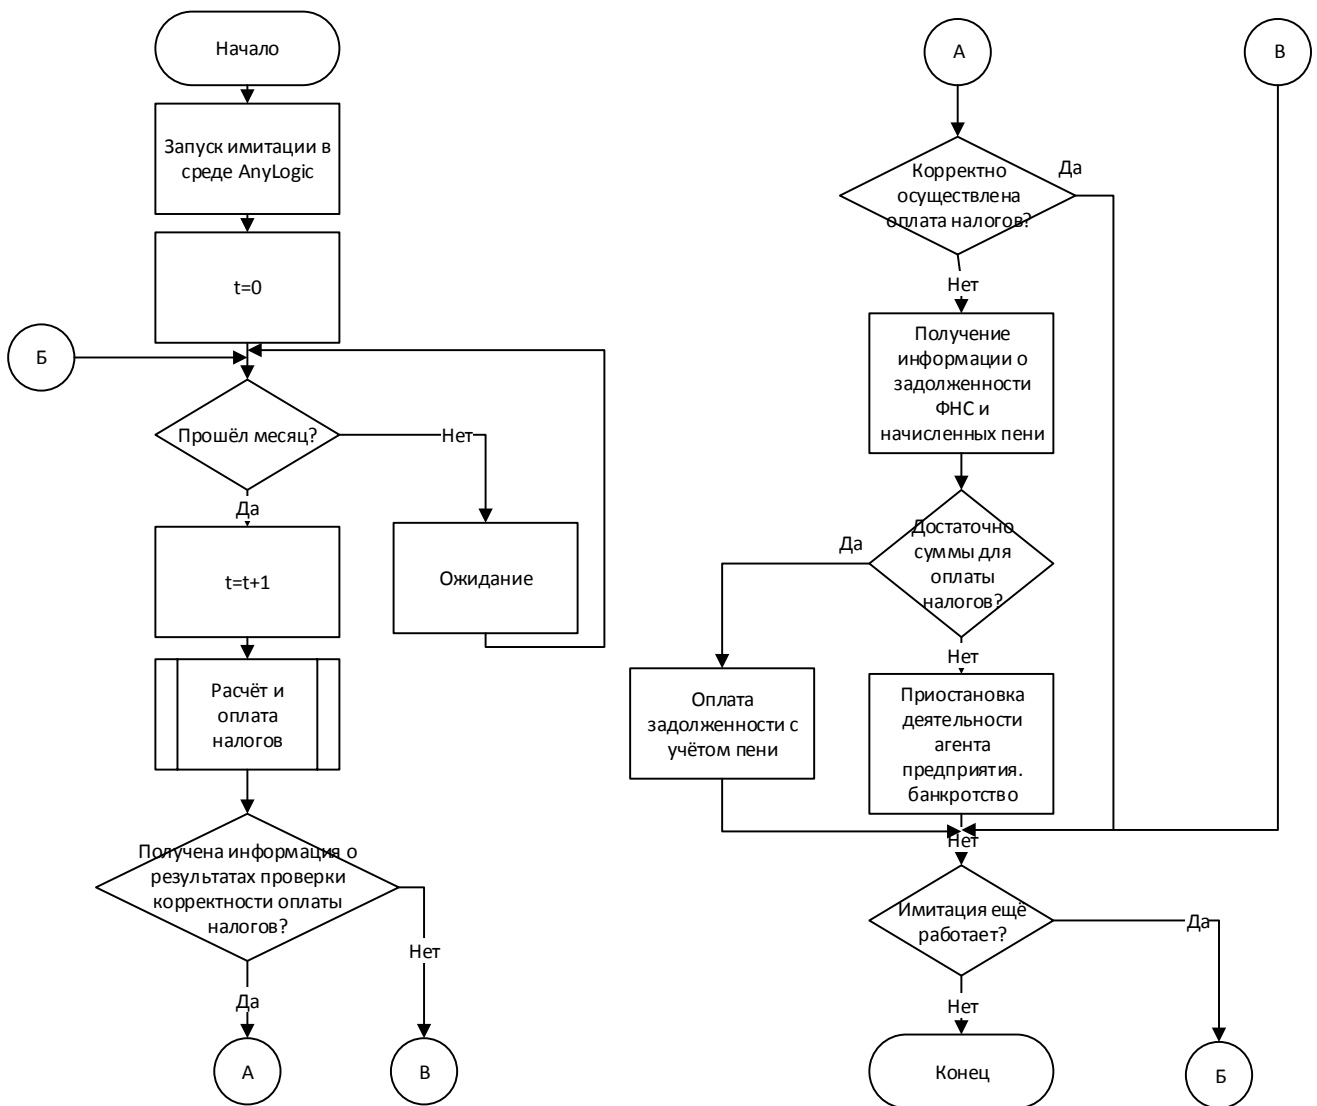 Начало
Запуск имитации в
среде AnyLogic
t=0
Б
Прошёл месяц?
Нет
Да
t=t+1
Ожидание
Расчёт и
оплата
налогов
Получена информация о
результатах проверки
корректности оплаты
налогов?
Нет
Да
А
В
А
В
Корректно
осуществлена
оплата налогов?
Да
Нет
Получение
информации о
задолженности
ФНС и
начисленных пени
Достаточно
суммы для
оплаты
налогов?
Да
Нет
Оплата
задолженности с
учётом пени
Приостановка
деятельности
агента
предприятия.
банкротство
Нет
Имитация ещё
работает?
Да
Нет
Конец
Б